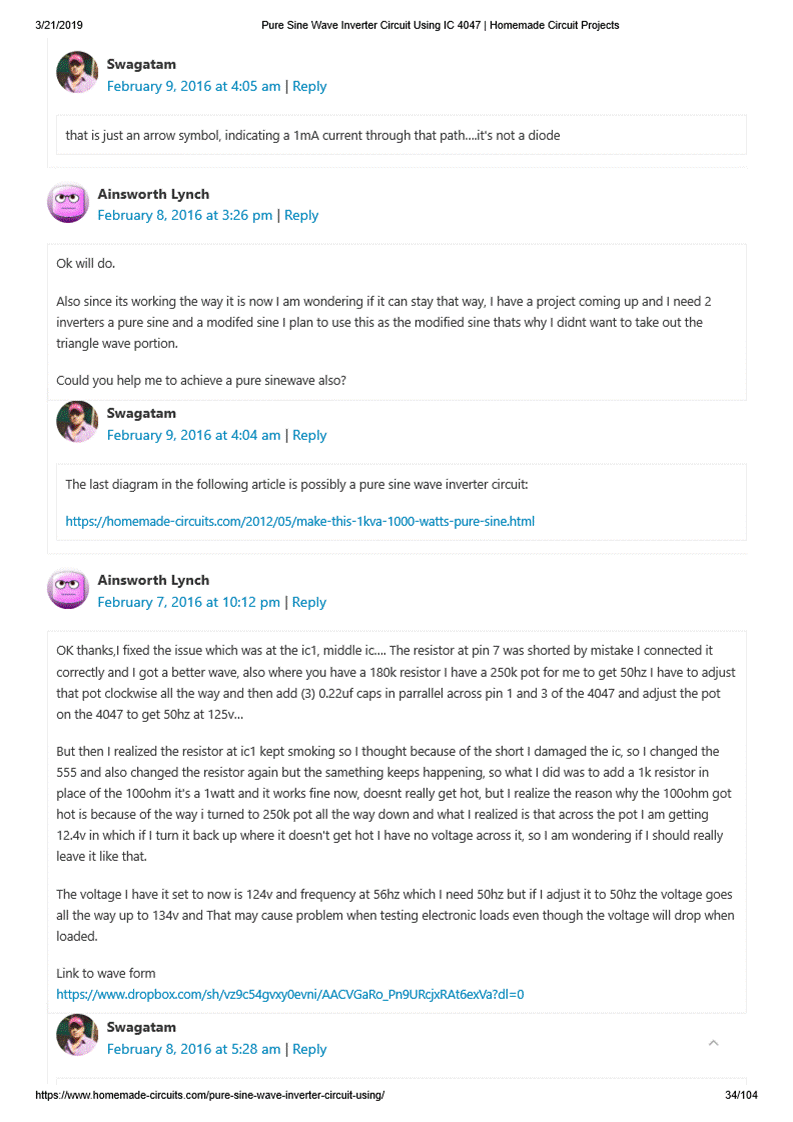 3/21/2019
Pure Sine Wave Inverter Circuit Using IC 4047 | Homemade Circuit Projects
Swagatam
February 9, 2016 at 4:05 am | Reply
that is just an arrow symbol, indicating a 1mA current through that path....it's not a diode
Ainsworth Lynch
February 8, 2016 at 3:26 pm | Reply
Ok will do.
Also since its working the way it is now I am wondering if it can stay that way, I have a project coming up and I need 2
inverters a pure sine and a modifed sine I plan to use this as the modified sine thats why I didnt want to take out the
triangle wave portion.
Could you help me to achieve a pure sinewave also?
Swagatam
February 9, 2016 at 4:04 am | Reply
The last diagram in the following article is possibly a pure sine wave inverter circuit:
https://homemade-circuits.com/2012/05/make-this-1kva-1000-watts-pure-sine.html
Ainsworth Lynch
February 7, 2016 at 10:12 pm | Reply
OK thanks,I fixed the issue which was at the ic1, middle ic.... The resistor at pin 7 was shorted by mistake I connected it
correctly and I got a better wave, also where you have a 180k resistor I have a 250k pot for me to get 50hz I have to adjust
that pot clockwise all the way and then add (3) 0.22uf caps in parrallel across pin 1 and 3 of the 4047 and adjust the pot
on the 4047 to get 50hz at 125v...
But then I realized the resistor at ic1 kept smoking so I thought because of the short I damaged the ic, so I changed the
555 and also changed the resistor again but the samething keeps happening, so what I did was to add a 1k resistor in
place of the 100ohm it's a 1watt and it works fine now, doesnt really get hot, but I realize the reason why the 100ohm got
hot is because of the way i turned to 250k pot all the way down and what I realized is that across the pot I am getting
12.4v in which if I turn it back up where it doesn't get hot I have no voltage across it, so I am wondering if I should really
leave it like that.
The voltage I have it set to now is 124v and frequency at 56hz which I need 50hz but if I adjust it to 50hz the voltage goes
all the way up to 134v and That may cause problem when testing electronic loads even though the voltage will drop when
loaded.
Link to wave form
https://www.dropbox.com/sh/vz9c54gvxy0evni/AACVGaRo_Pn9URcjxRAt6exVa?dl=0
Swagatam
February 8, 2016 at 5:28 am | Reply
https://www.homemade-circuits.com/pure-sine-wave-inverter-circuit-using/
34/104